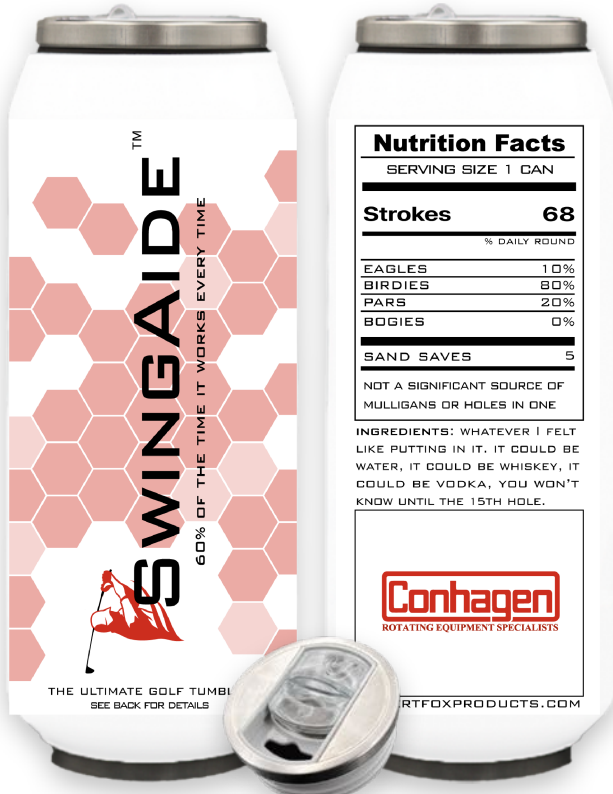 SWINGAIDE™
60% OF THE TIME IT WORKS EVERY TIME
THE ULTIMATE GOLF
SEE BACK FOR DETAILS
Nutrition Facts
SERVING SIZE 1 CAN
Strokes 68
% DAILY ROUND
EAGLES 10%
BIRDIES 80%
PARS 20%
BOGIES 0%
SAND SAVES 5
NOT A SIGNIFICANT SOURCE OF
MULLIGANS OR HOLES IN ONE
INGREDIENTS: WHATEVER I FELT
LIKE PUTTING IN IT. IT COULD BE
WATER, IT COULD BE WHISKEY, IT
COULD BE VODKA, YOU WON'T
KNOW UNTIL THE 15TH HOLE.
Conhagen
ROTATING EQUIPMENT SPECIALISTS